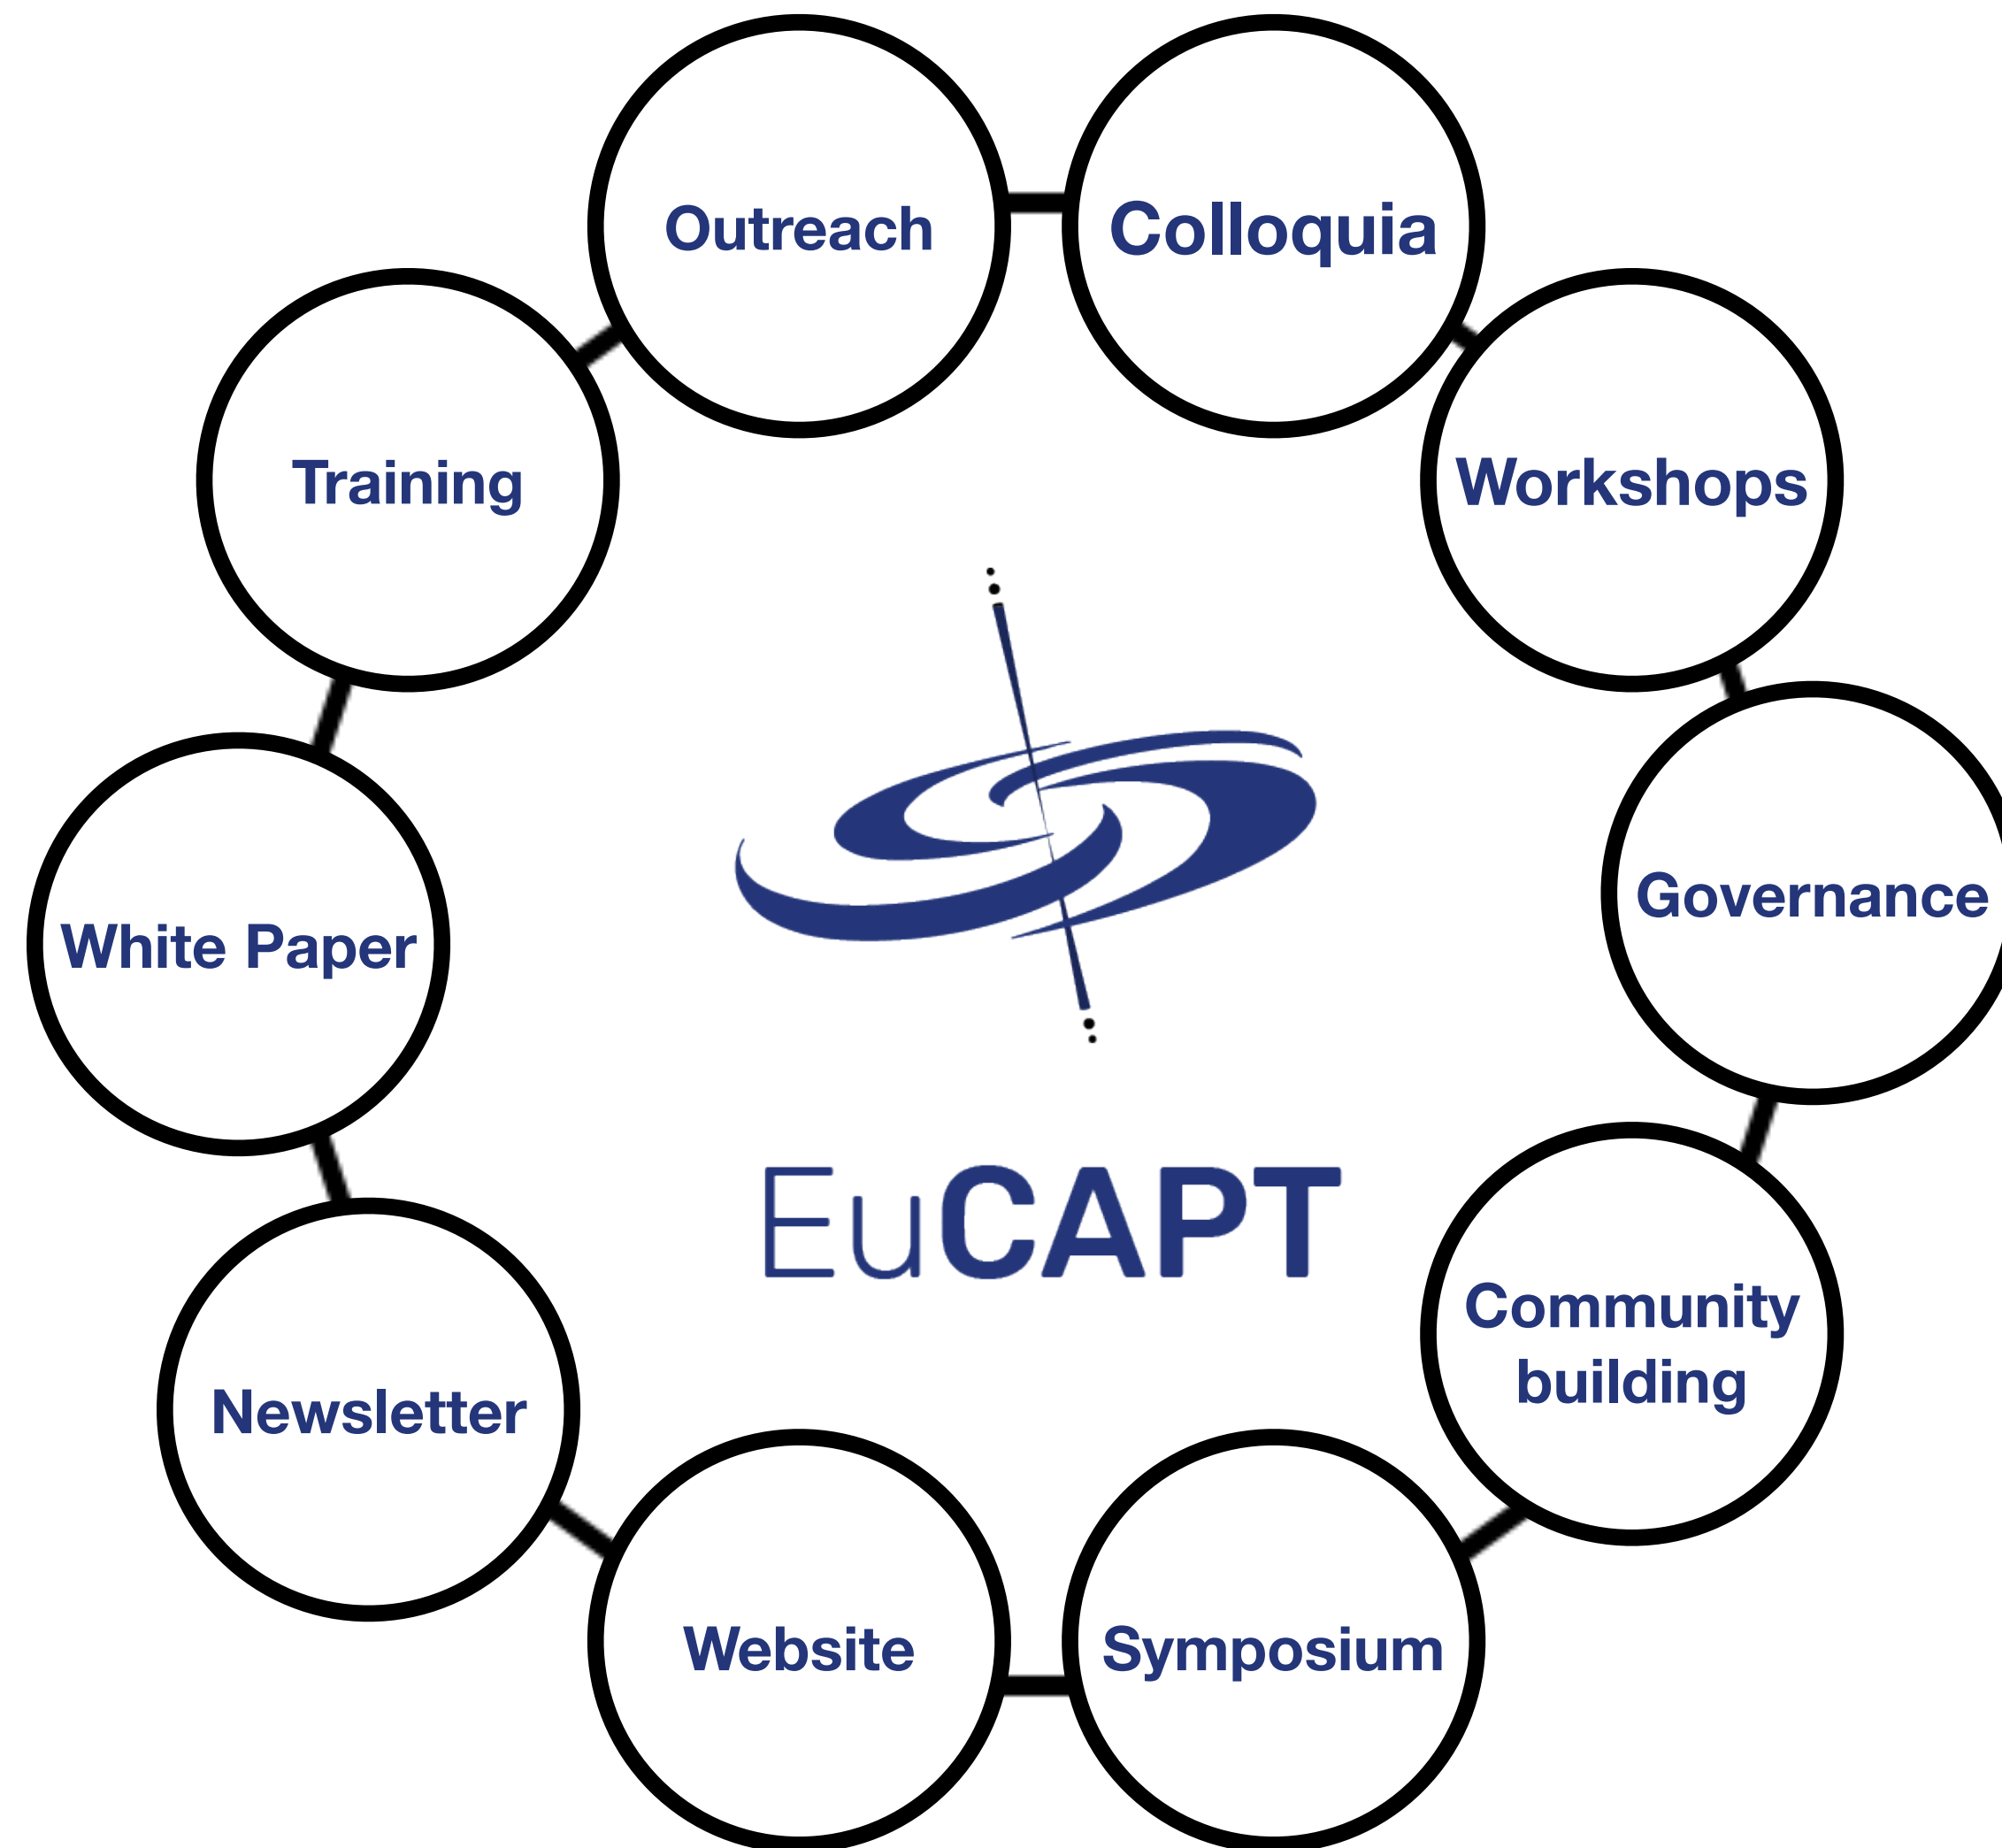 Outreach
Colloquia
Training
Workshops
White Paper
Governance
EuCAPT
Community
building
Newsletter
Website
Symposium